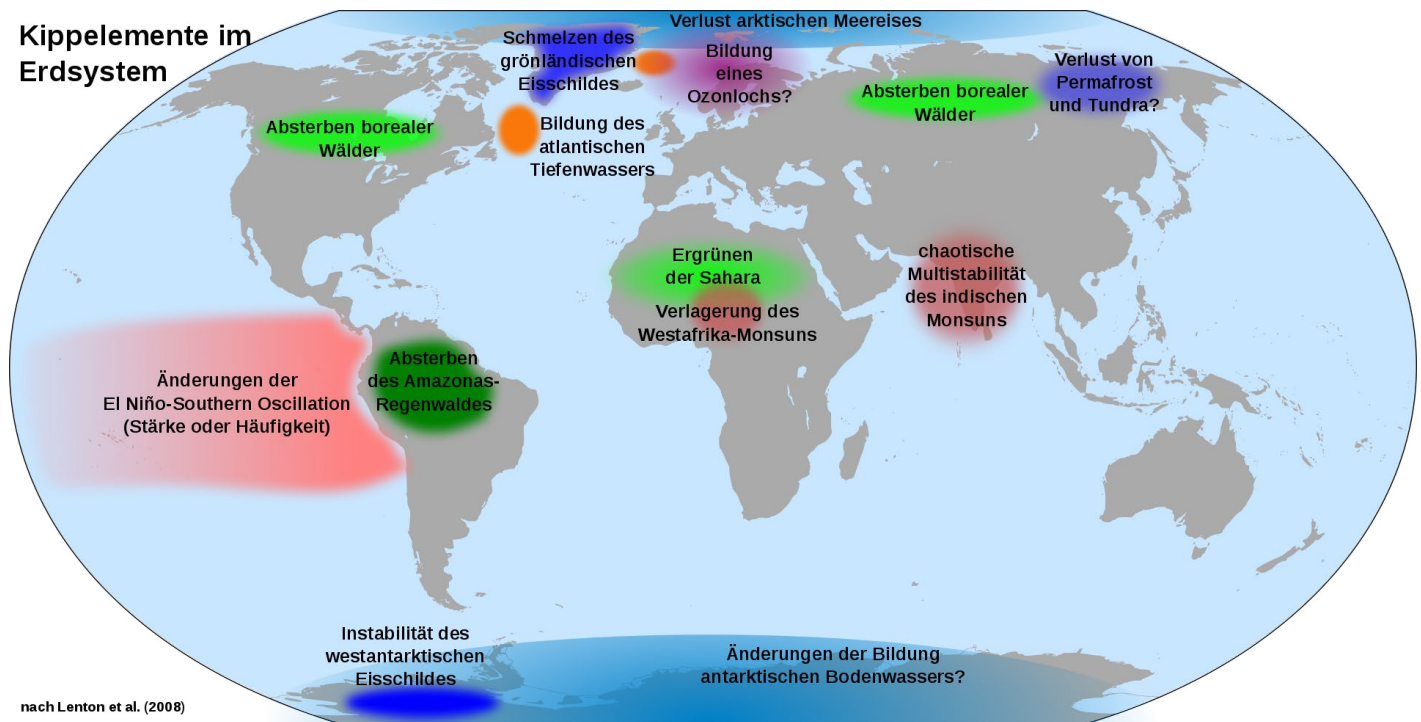 Kippelemente im
Erdsystem
Verlust arktischen Meereises
Schmelzen des
grönländischen
Eisschildes
Bildung
eines
Ozonlochs?
Verlust von
Permafrost
und Tundra?
Absterben borealer
Wälder
Absterben borealer
Wälder
Bildung des
atlantischen
Tiefenwassers
Ergrünen
der Sahara
Verlagerung des
Westafrika-Monsuns
chaotische
Multistabilität
des indischen
Monsuns
Änderungen der
El Niño-Southern Oscillation
(Stärke oder Häufigkeit)
Absterben
des Amazonas-
Regenwaldes
Instabilität des
westantarktischen
Eisschildes
Änderungen der Bildung
antarktischen Bodenwassers?
nach Lenton et al. (2008)